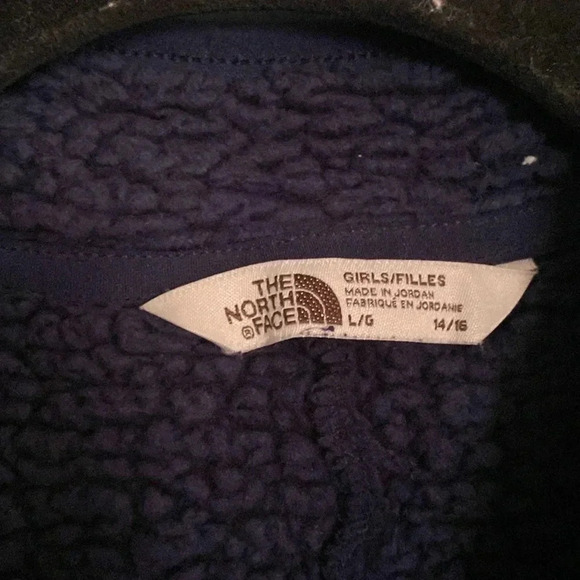 THE
NORTH
®FACE
GIRLS/FILLES
MADE IN JORDAN
FABRIQUÉ EN JORDANIE
L/G 14/16